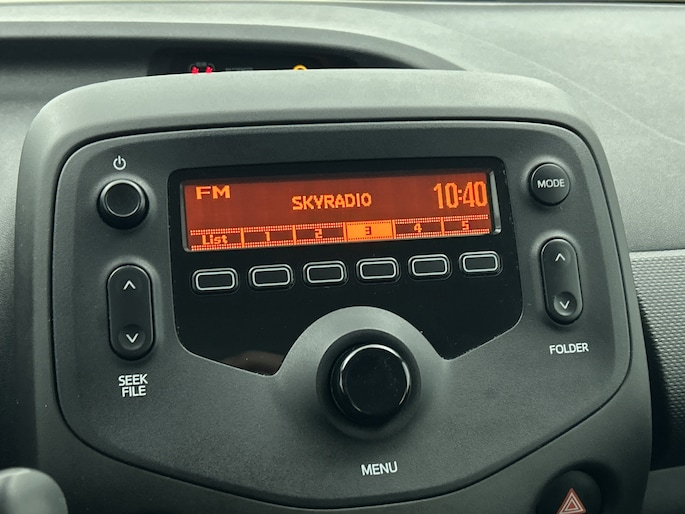 FM
SKYRADIO
10:40
List 1 2 3 4 5
MODE
SEEK
FILE
FOLDER
MENU